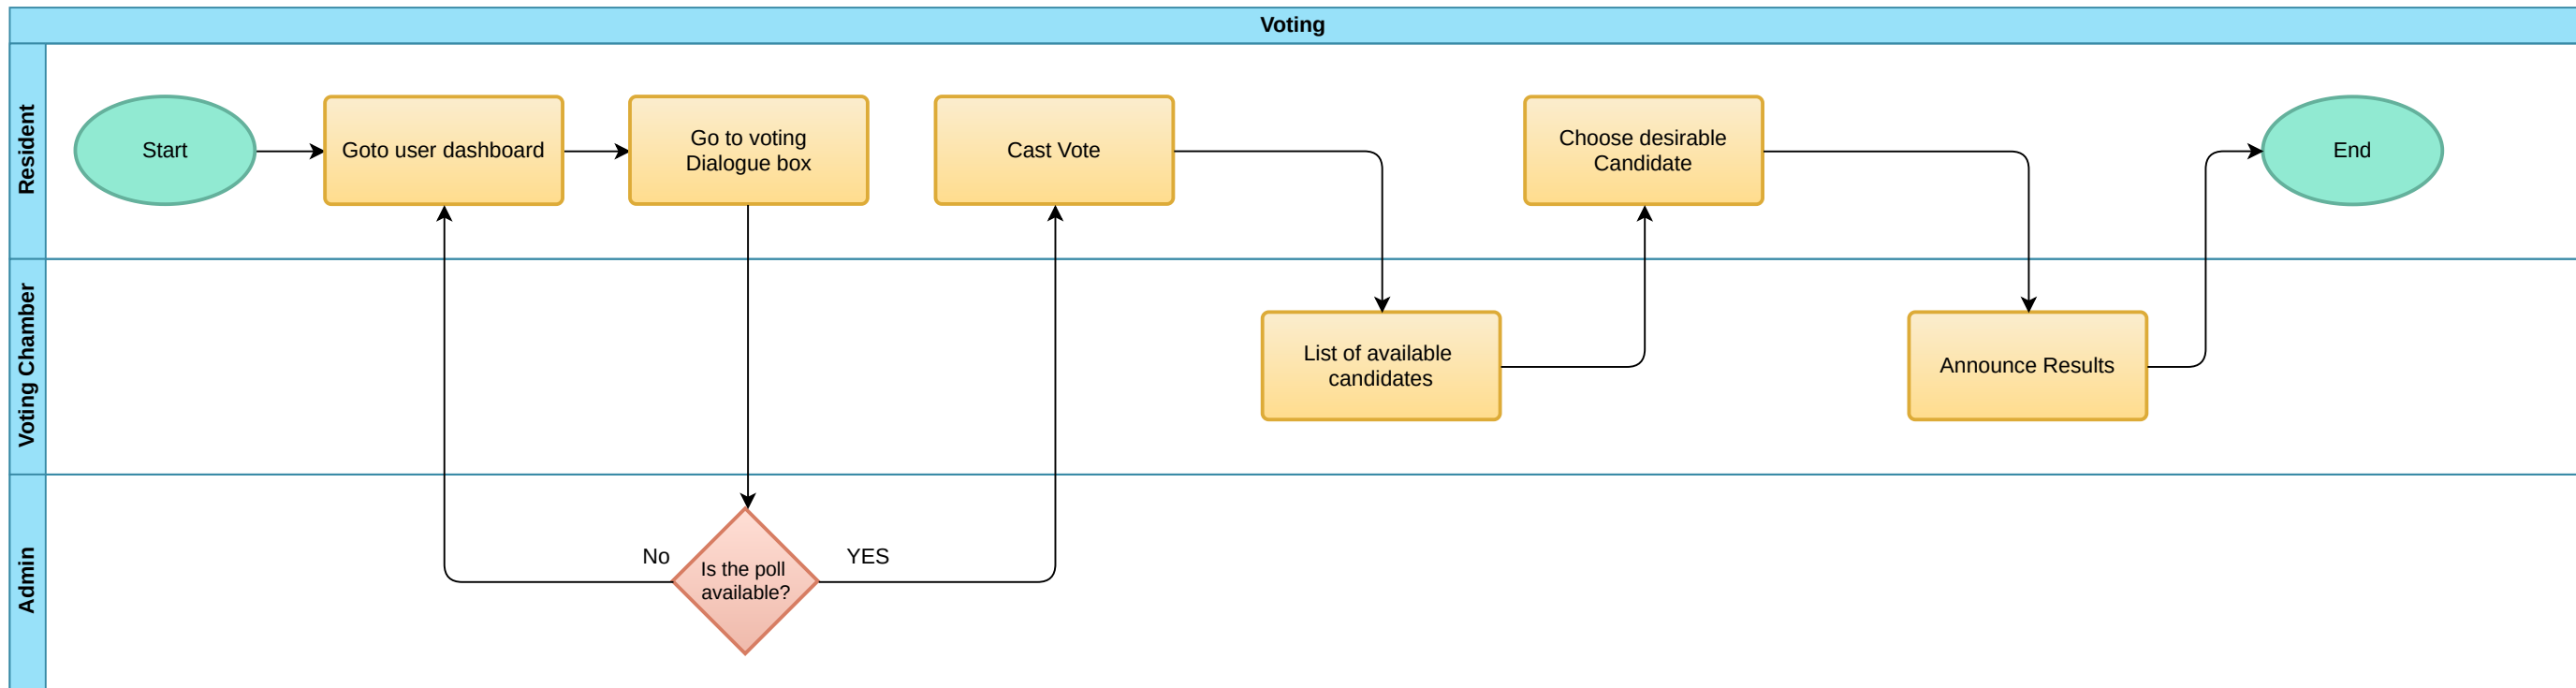 Voting
Resident
Start
Goto user dashboard
Go to voting
Dialogue box
Cast Vote
Choose desirable
Candidate
End
Voting Chamber
List of available
candidates
Announce Results
Admin
No
Is the poll
available?
YES